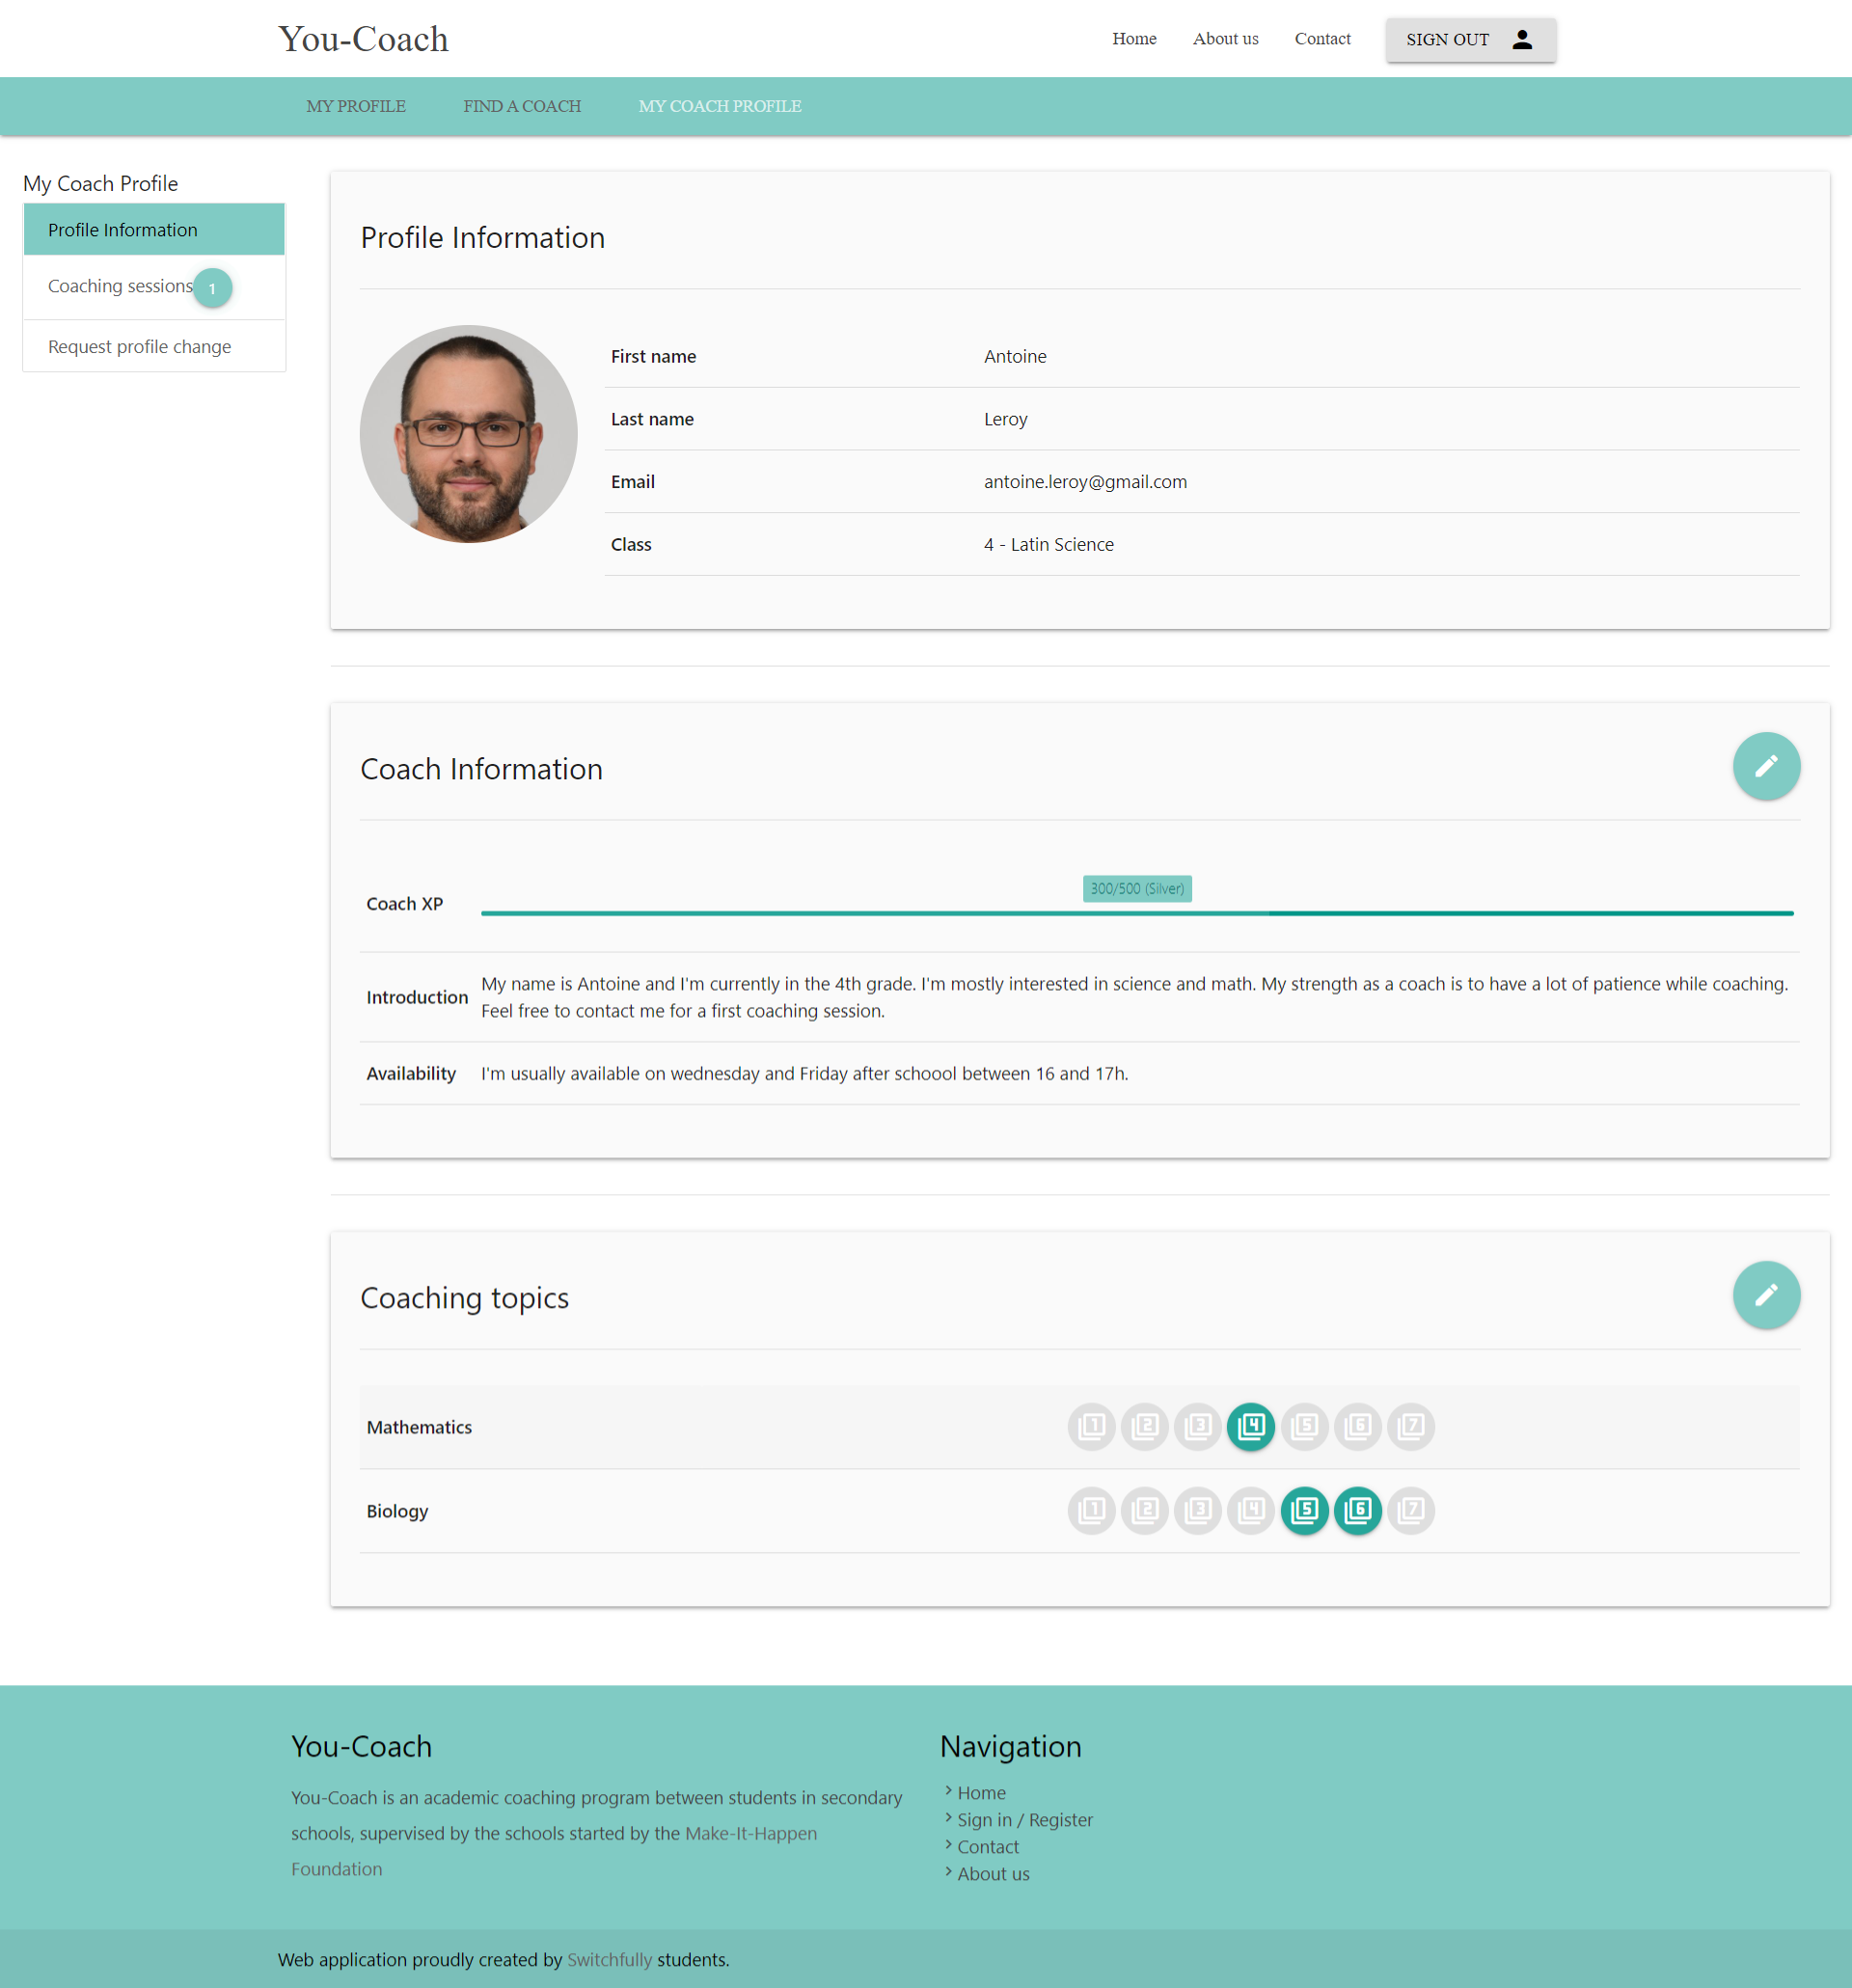 You-Coach
Home About us Contact SIGN OUT
MY PROFILE FIND A COACH MY COACH PROFILE
My Coach Profile
Profile Information
Coaching sessions 1
Request profile change
Profile Information
First name Antoine
Last name Leroy
Email antoine.leroy@gmail.com
Class 4 - Latin Science
Coach Information
300/500 (Silver)
Coach XP
Introduction My name is Antoine and I'm currently in the 4th grade. I'm mostly interested in science and math. My strength as a coach is to have a lot of patience while coaching.
Feel free to contact me for a first coaching session.
Availability I'm usually available on wednesday and Friday after schoool between 16 and 17h.
Coaching topics
Mathematics 1 2 3 4 5 6 7
Biology 1 2 3 4 5 6 7
You-Coach
You-Coach is an academic coaching program between students in secondary
schools, supervised by the schools started by the Make-It-Happen
Foundation
Navigation
Home
Sign in / Register
Contact
About us
Web application proudly created by Switchfully students.